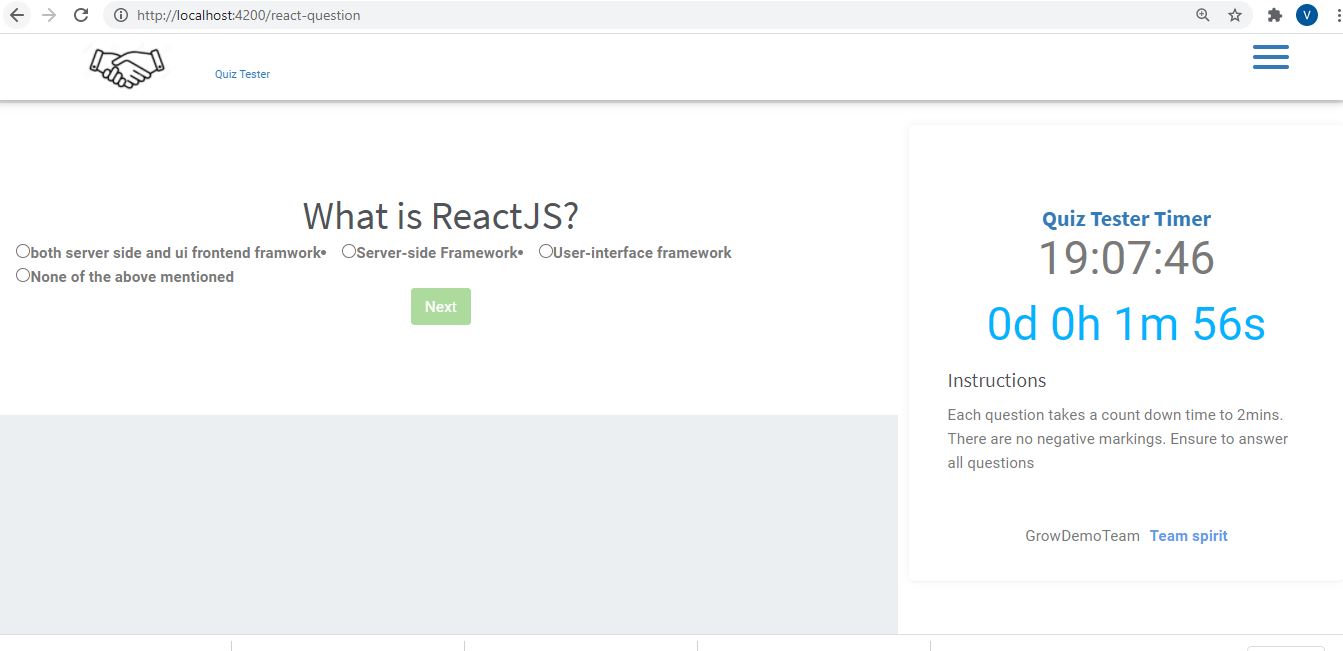 http://localhost:4200/react-question
V
Quiz Tester
What is ReactJS?
both server side and ui frontend framwork• Server-side Framework• User-interface framework
None of the above mentioned
Next
Quiz Tester Timer
19:07:46
0d 0h 1m 56s
Instructions
Each question takes a count down time to 2mins.
There are no negative markings. Ensure to answer
all questions
GrowDemoTeam Team spirit